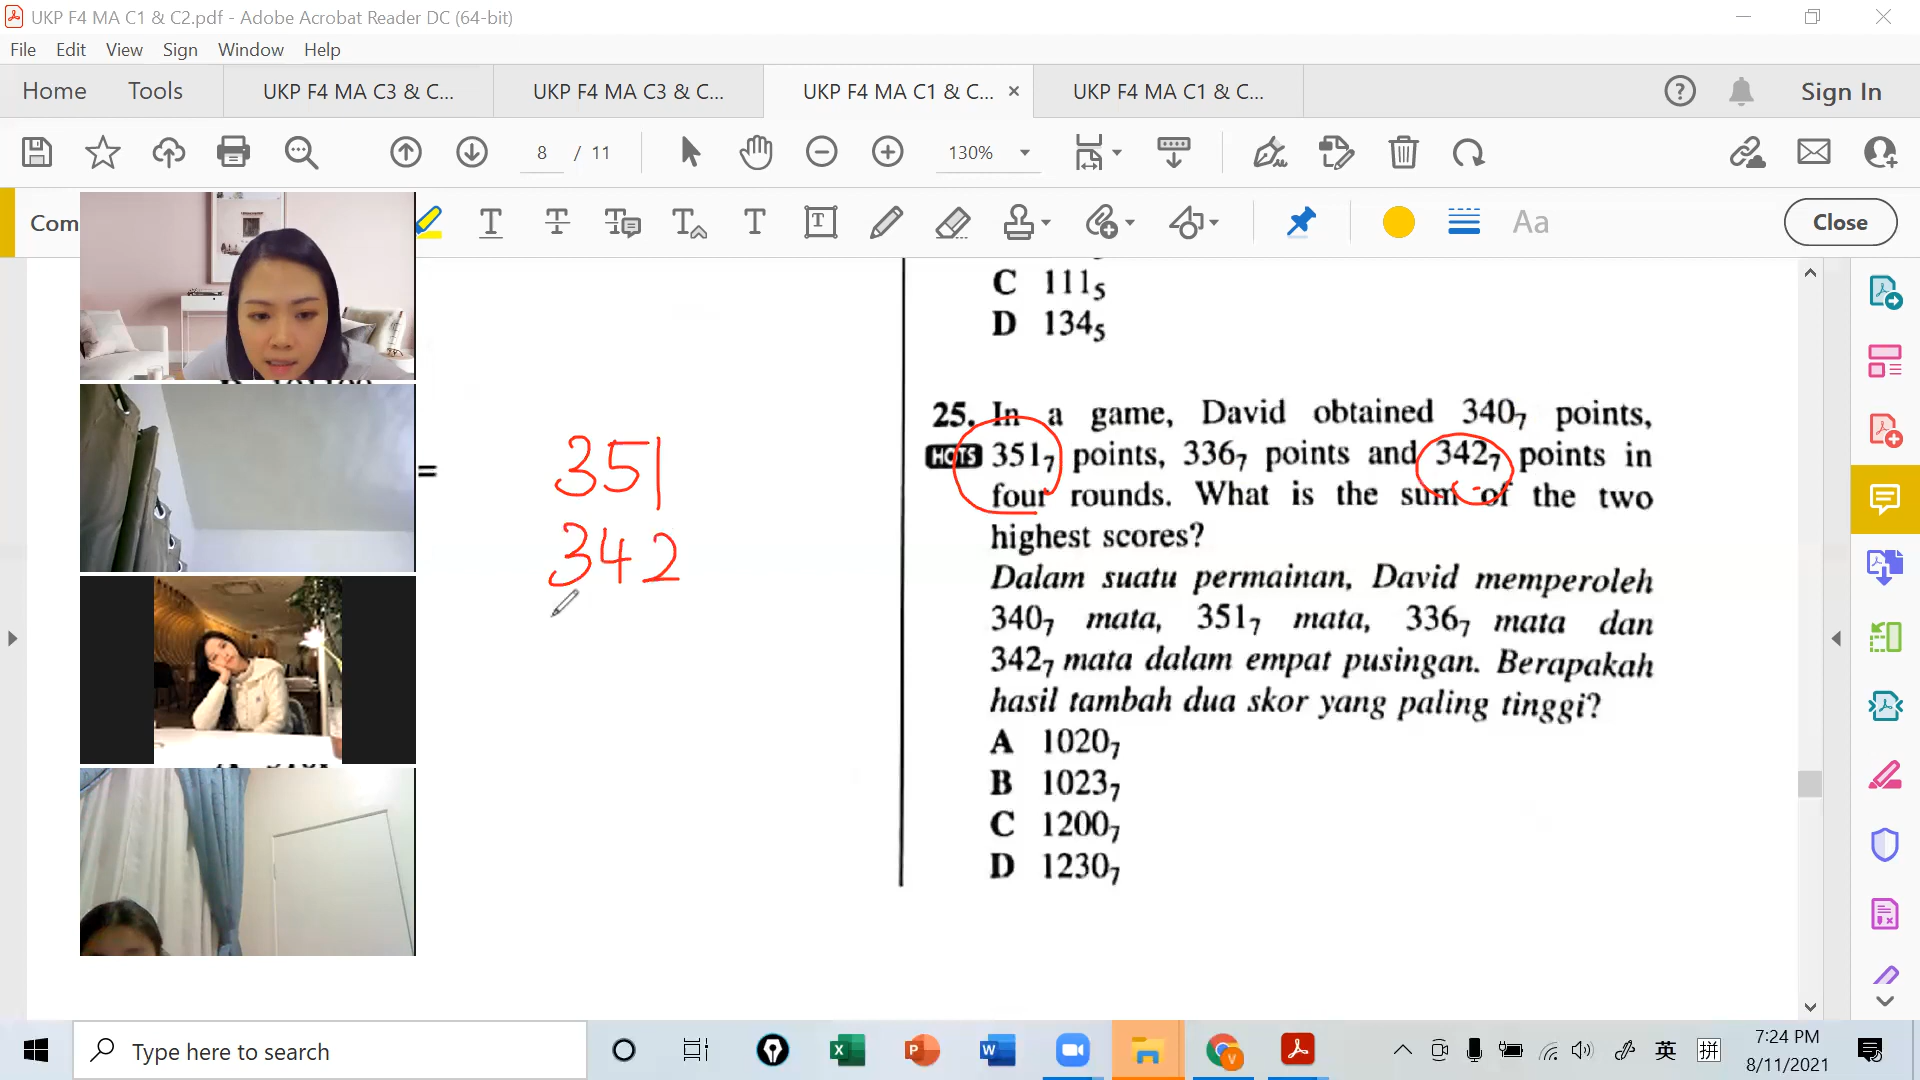 UKP F4 MA C1 & C2.pdf - Adobe Acrobat Reader DC (64-bit)
File Edit View Sign Window Help
Home Tools UKP F4 MA C3 & C... UKP F4 MA C3 & C... UKP F4 MA C1 & C... × UKP F4 MA C1 & C... Sign In
8 / 11 130%
Com Aa Close
C 111₅
D 134₅
25. In a game, David obtained 340₇ points,
HOTS 351₇ points, 336₇ points and 342₇ points in
four rounds. What is the sum of the two
highest scores?
Dalam suatu permainan, David memperoleh
340₇ mata, 351₇ mata, 336₇ mata dan
342₇ mata dalam empat pusingan. Berapakah
hasil tambah dua skor yang paling tinggi?
A 1020₇
B 1023₇
C 1200₇
D 1230₇
=
351
342
Type here to search
英 拼 7:24 PM
8/11/2021